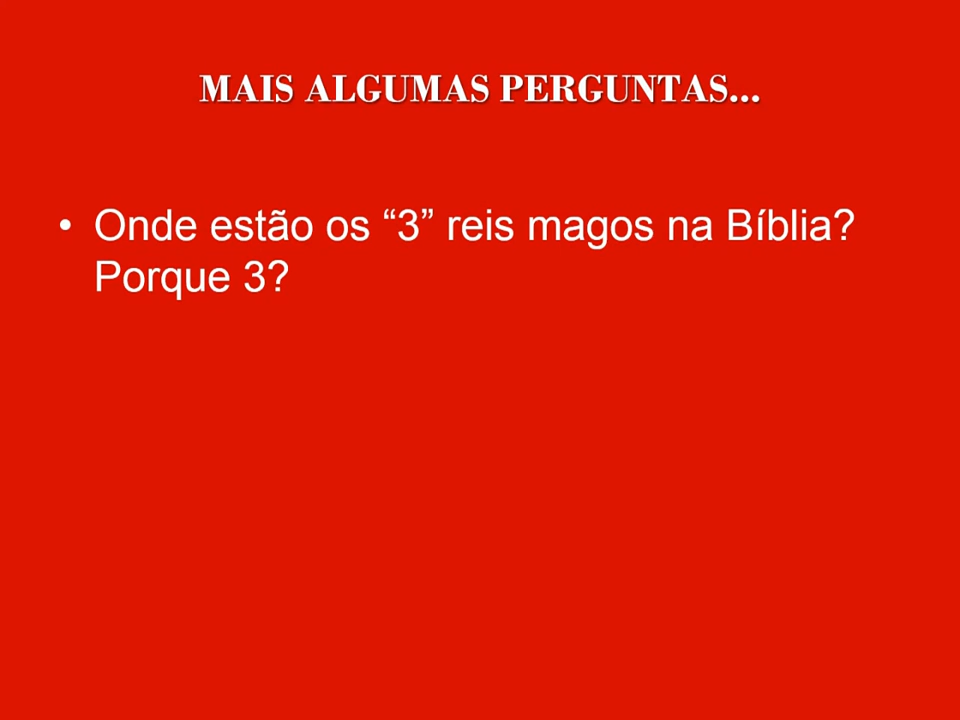 MAIS ALGUMAS PERGUNTAS...
• Onde estão os “3” reis magos na Bíblia?
Porque 3?